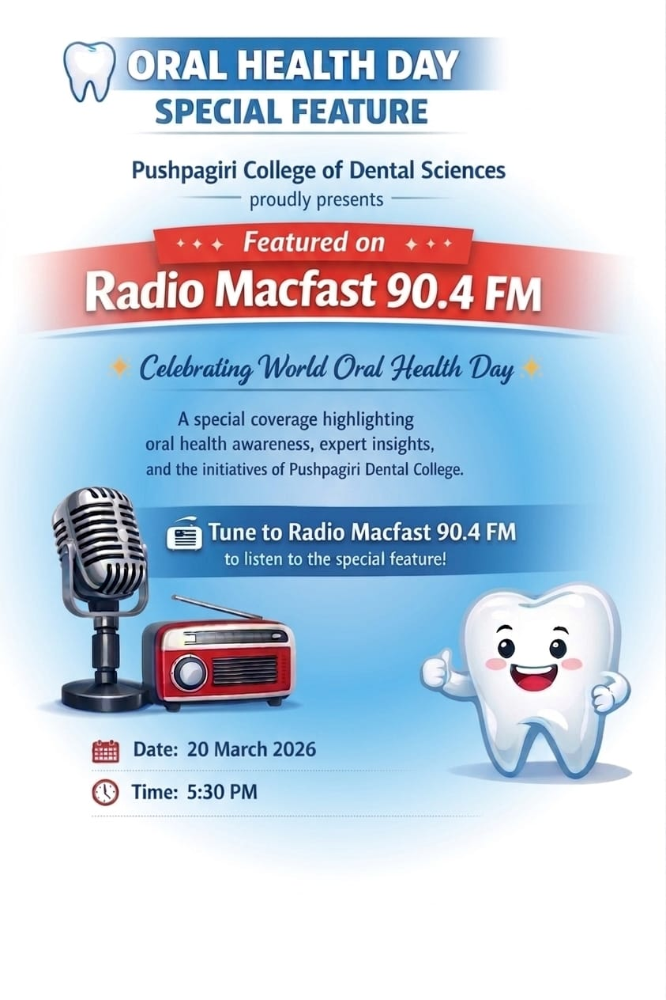 ORAL HEALTH DAY
SPECIAL FEATURE
Pushpagiri College of Dental Sciences
proudly presents
Featured on
Radio Macfast 90.4 FM
Celebrating World Oral Health Day
A special coverage highlighting
oral health awareness, expert insights,
and the initiatives of Pushpagiri Dental College.
Tune to Radio Macfast 90.4 FM
to listen to the special feature!
Date: 20 March 2026
Time: 5:30 PM